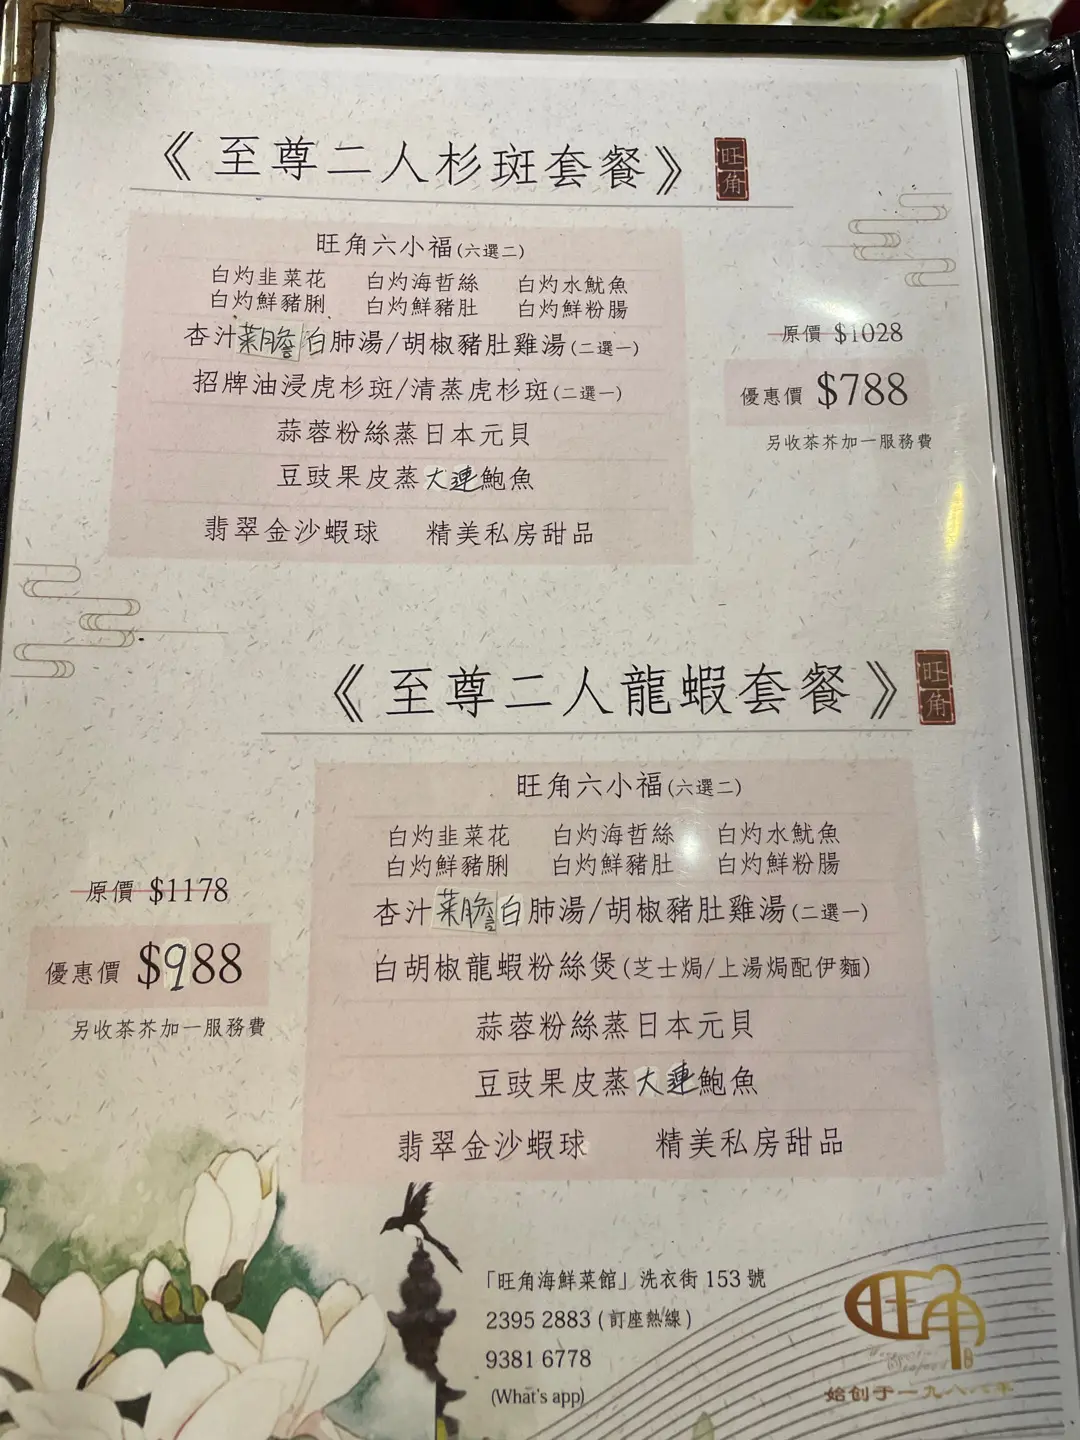 《至尊二人杉斑套餐》
旺角
旺角六小福(六選二)
白灼韭菜花 白灼海哲絲 白灼水魷魚
白灼鮮豬脷 白灼鮮豬肚 白灼鮮粉腸
杏汁菜膽白肺湯/胡椒豬肚雞湯(二選一)
招牌油浸虎杉斑/清蒸虎杉斑(二選一)
蒜蓉粉絲蒸日本元貝
豆豉果皮蒸大連鮑魚
翡翠金沙蝦球 精美私房甜品
原價 $1028
優惠價 $788
另收茶芥加一服務費
《至尊二人龍蝦套餐》
旺角
旺角六小福(六選二)
白灼韭菜花 白灼海哲絲 白灼水魷魚
白灼鮮豬脷 白灼鮮豬肚 白灼鮮粉腸
杏汁菜膽白肺湯/胡椒豬肚雞湯(二選一)
白胡椒龍蝦粉絲煲(芝士焗/上湯焗配伊麵)
蒜蓉粉絲蒸日本元貝
豆豉果皮蒸大連鮑魚
翡翠金沙蝦球 精美私房甜品
原價 $1178
優惠價 $988
另收茶芥加一服務費
「旺角海鮮菜館」洗衣街 153 號
2395 2883 (訂座熱線)
9381 6778
(What's app)
旺角
始创于一九八八年